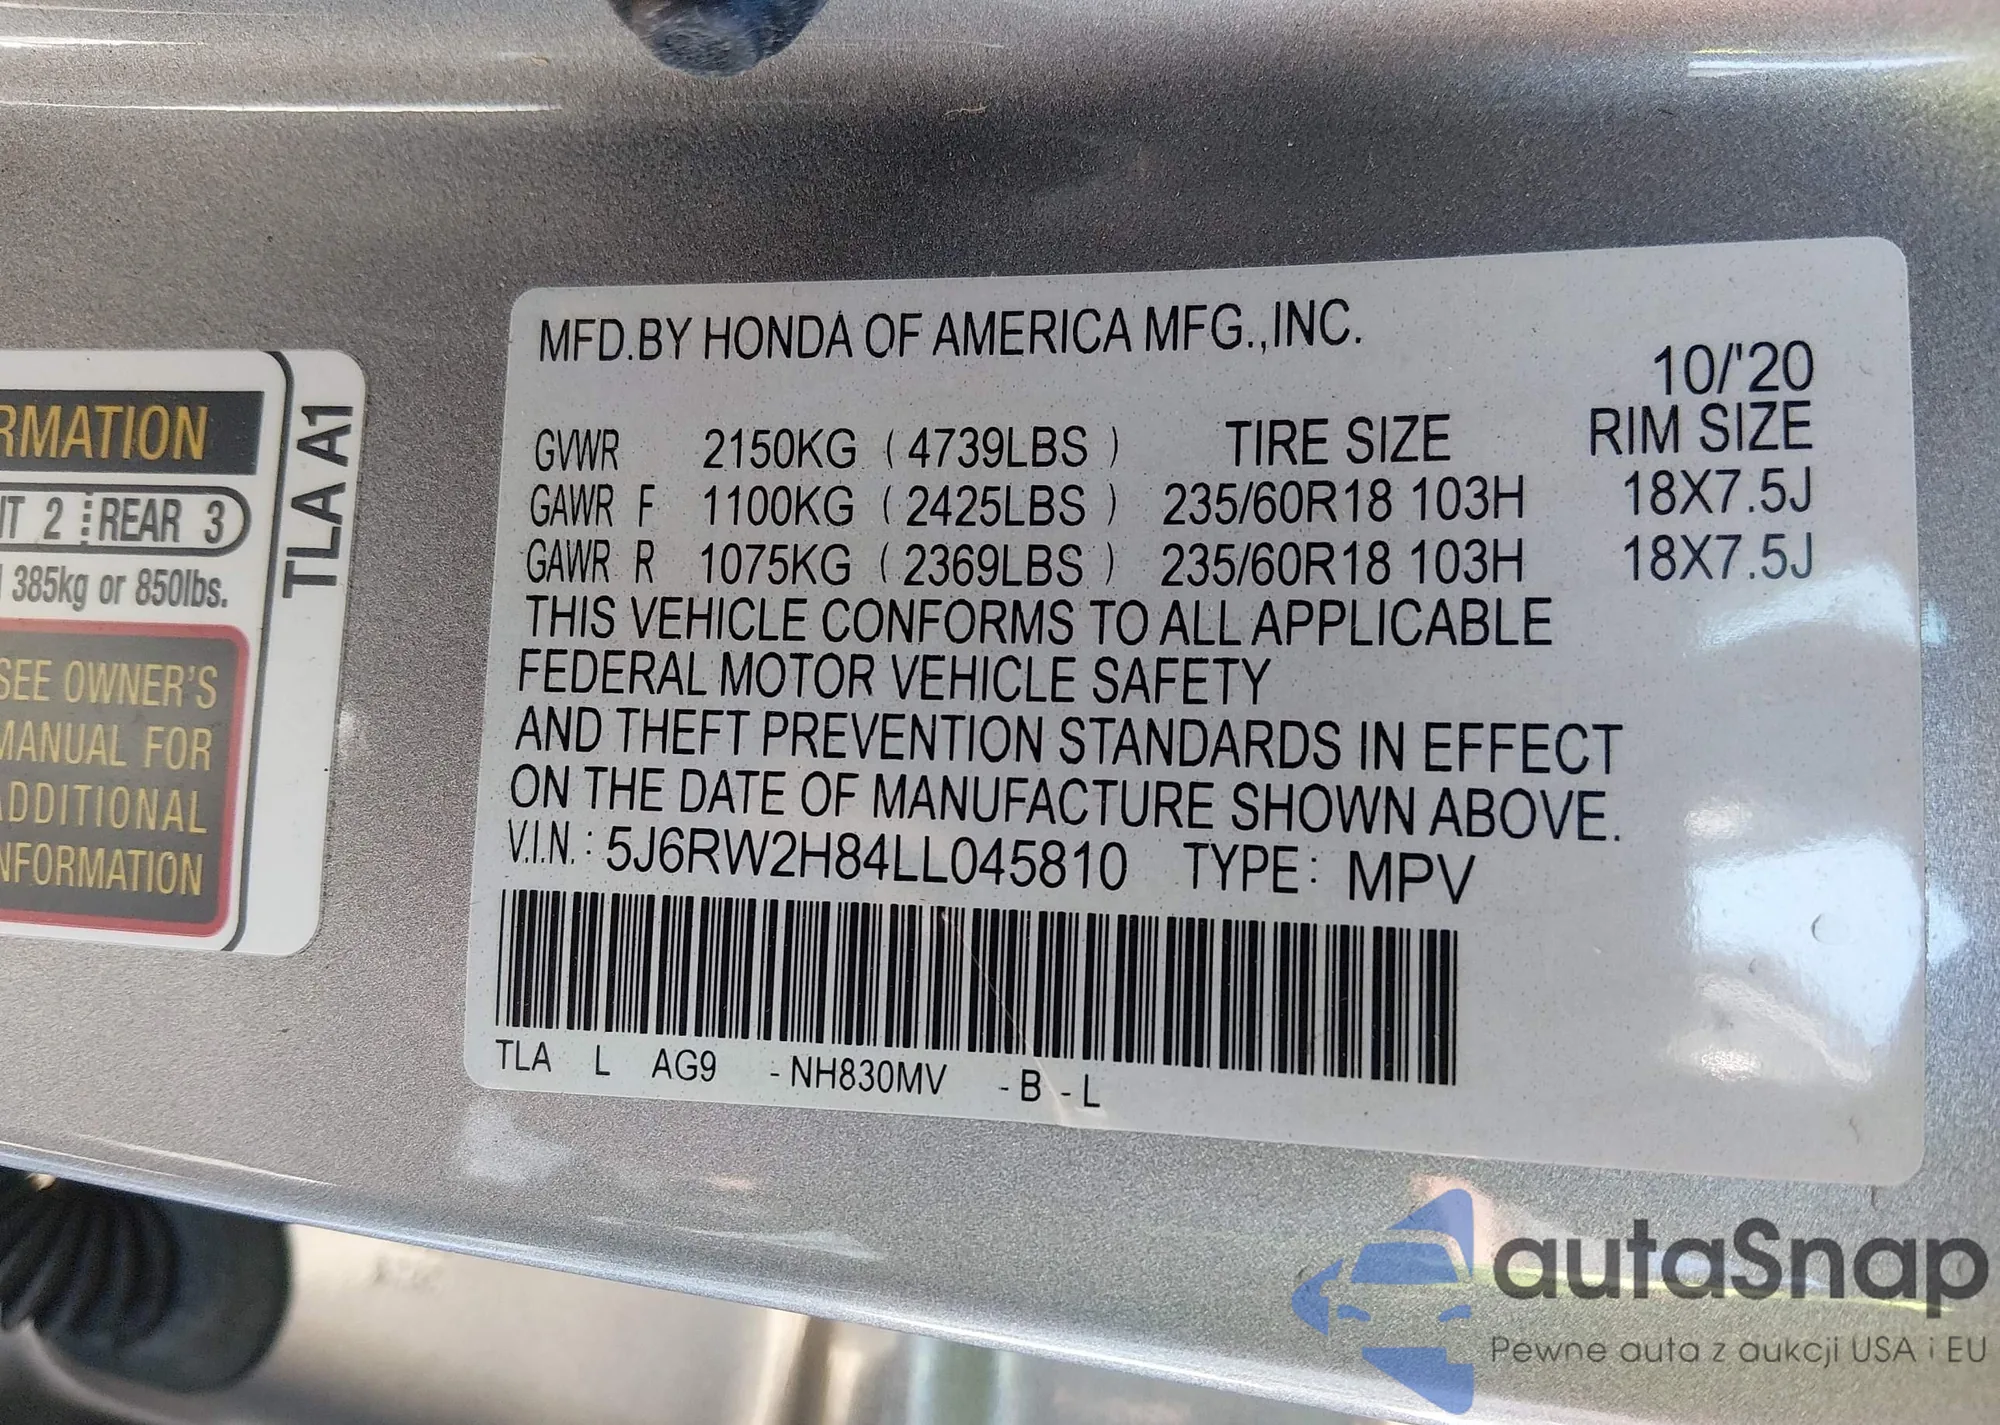 MFD.BY HONDA OF AMERICA MFG.,INC.
10/'20
GVWR 2150KG ( 4739LBS ) TIRE SIZE RIM SIZE
GAWR F 1100KG ( 2425LBS ) 235/60R18 103H 18X7.5J
GAWR R 1075KG ( 2369LBS ) 235/60R18 103H 18X7.5J
THIS VEHICLE CONFORMS TO ALL APPLICABLE
FEDERAL MOTOR VEHICLE SAFETY
AND THEFT PREVENTION STANDARDS IN EFFECT
ON THE DATE OF MANUFACTURE SHOWN ABOVE.
V.I.N. : 5J6RW2H84LL045810 TYPE : MPV
TLA L AG9 - NH830MV - B - L
RMATION
2 REAR 3
385kg or 850lbs.
SEE OWNER'S
MANUAL FOR
ADDITIONAL
NFORMATION
TLA A1
autaSnap
Pewne auta z aukcji USA i EU